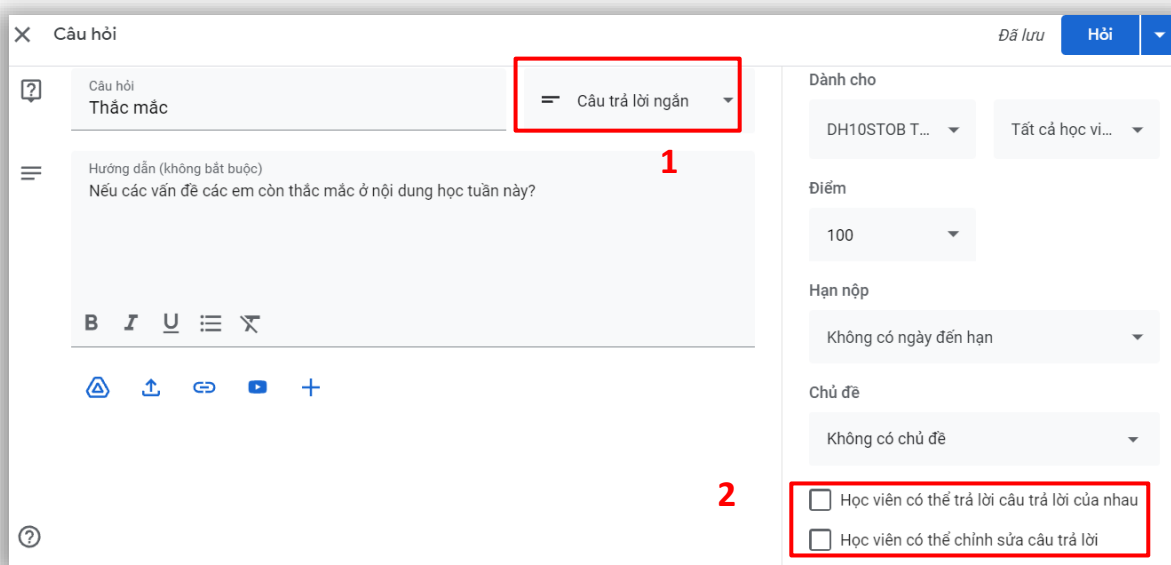 Câu hỏi
Đã lưu
Hỏi
Câu hỏi
Thắc mắc
Câu trả lời ngắn
1
Hướng dẫn (không bắt buộc)
Nếu các vấn đề các em còn thắc mắc ở nội dung học tuần này?
B I U
Dành cho
DH10STOB T...
Tất cả học vi...
Điểm
100
Hạn nộp
Không có ngày đến hạn
Chủ đề
Không có chủ đề
2
Học viên có thể trả lời câu trả lời của nhau
Học viên có thể chỉnh sửa câu trả lời